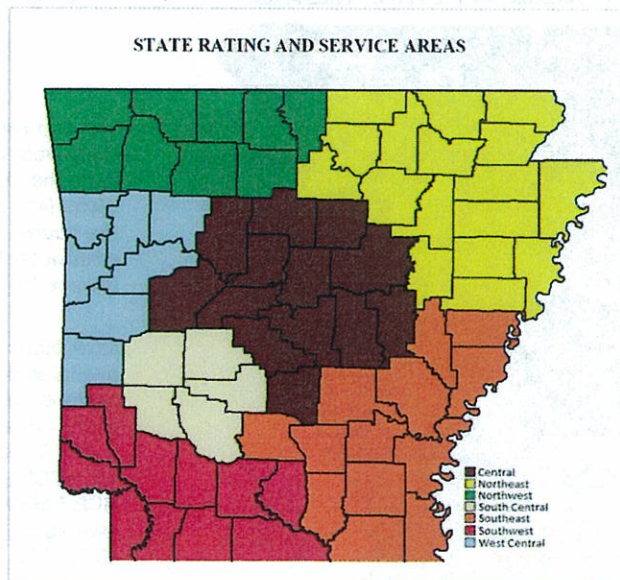 STATE RATING AND SERVICE AREAS
Central
Northeast
Northwest
South Central
Southeast
Southwest
West Central